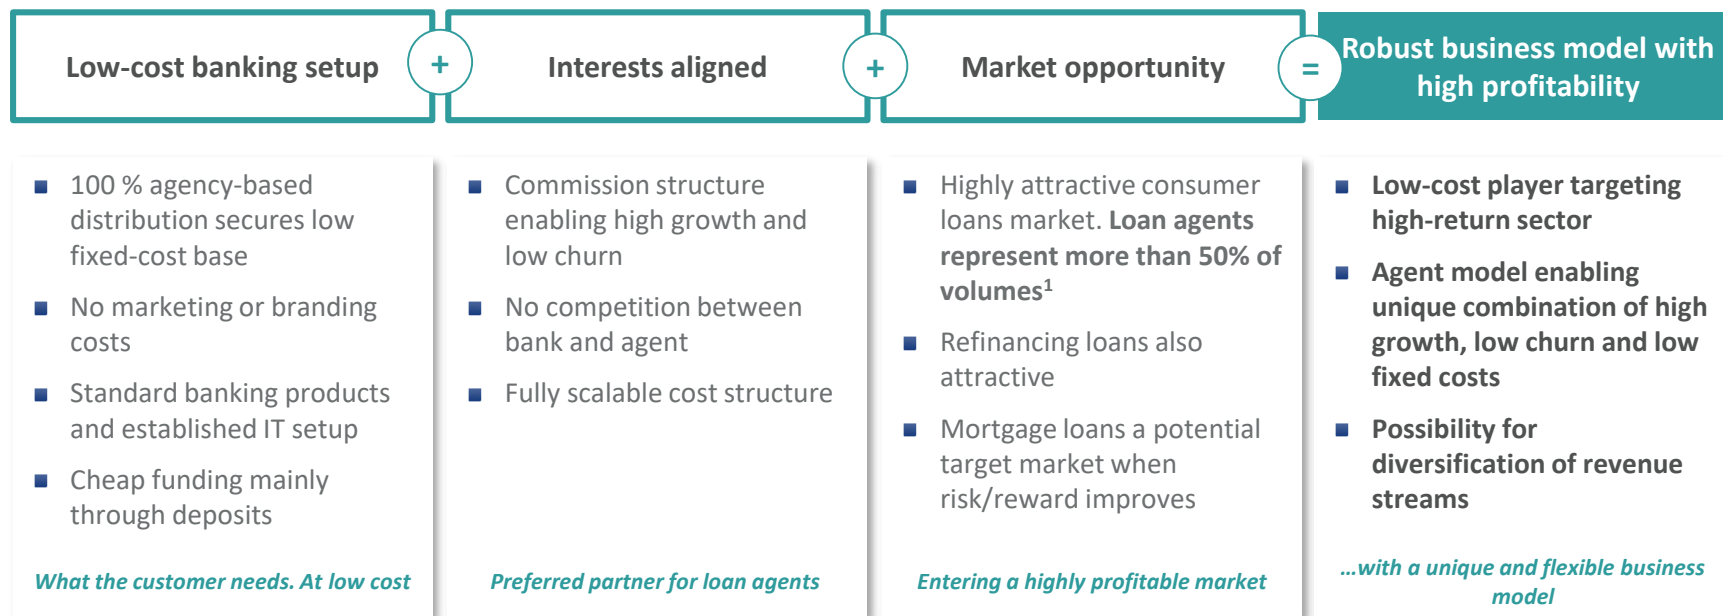 Low-cost banking setup
+
Interests aligned
+
Market opportunity
=
Robust business model with
high profitability
■ 100 % agency-based
distribution secures low
fixed-cost base
■ No marketing or branding
costs
■ Standard banking products
and established IT setup
■ Cheap funding mainly
through deposits
What the customer needs. At low cost
■ Commission structure
enabling high growth and
low churn
■ No competition between
bank and agent
■ Fully scalable cost structure
Preferred partner for loan agents
■ Highly attractive consumer
loans market. Loan agents
represent more than 50% of
volumes¹
■ Refinancing loans also
attractive
■ Mortgage loans a potential
target market when
risk/reward improves
Entering a highly profitable market
■ Low-cost player targeting
high-return sector
■ Agent model enabling
unique combination of high
growth, low churn and low
fixed costs
■ Possibility for
diversification of revenue
streams
…with a unique and flexible business
model